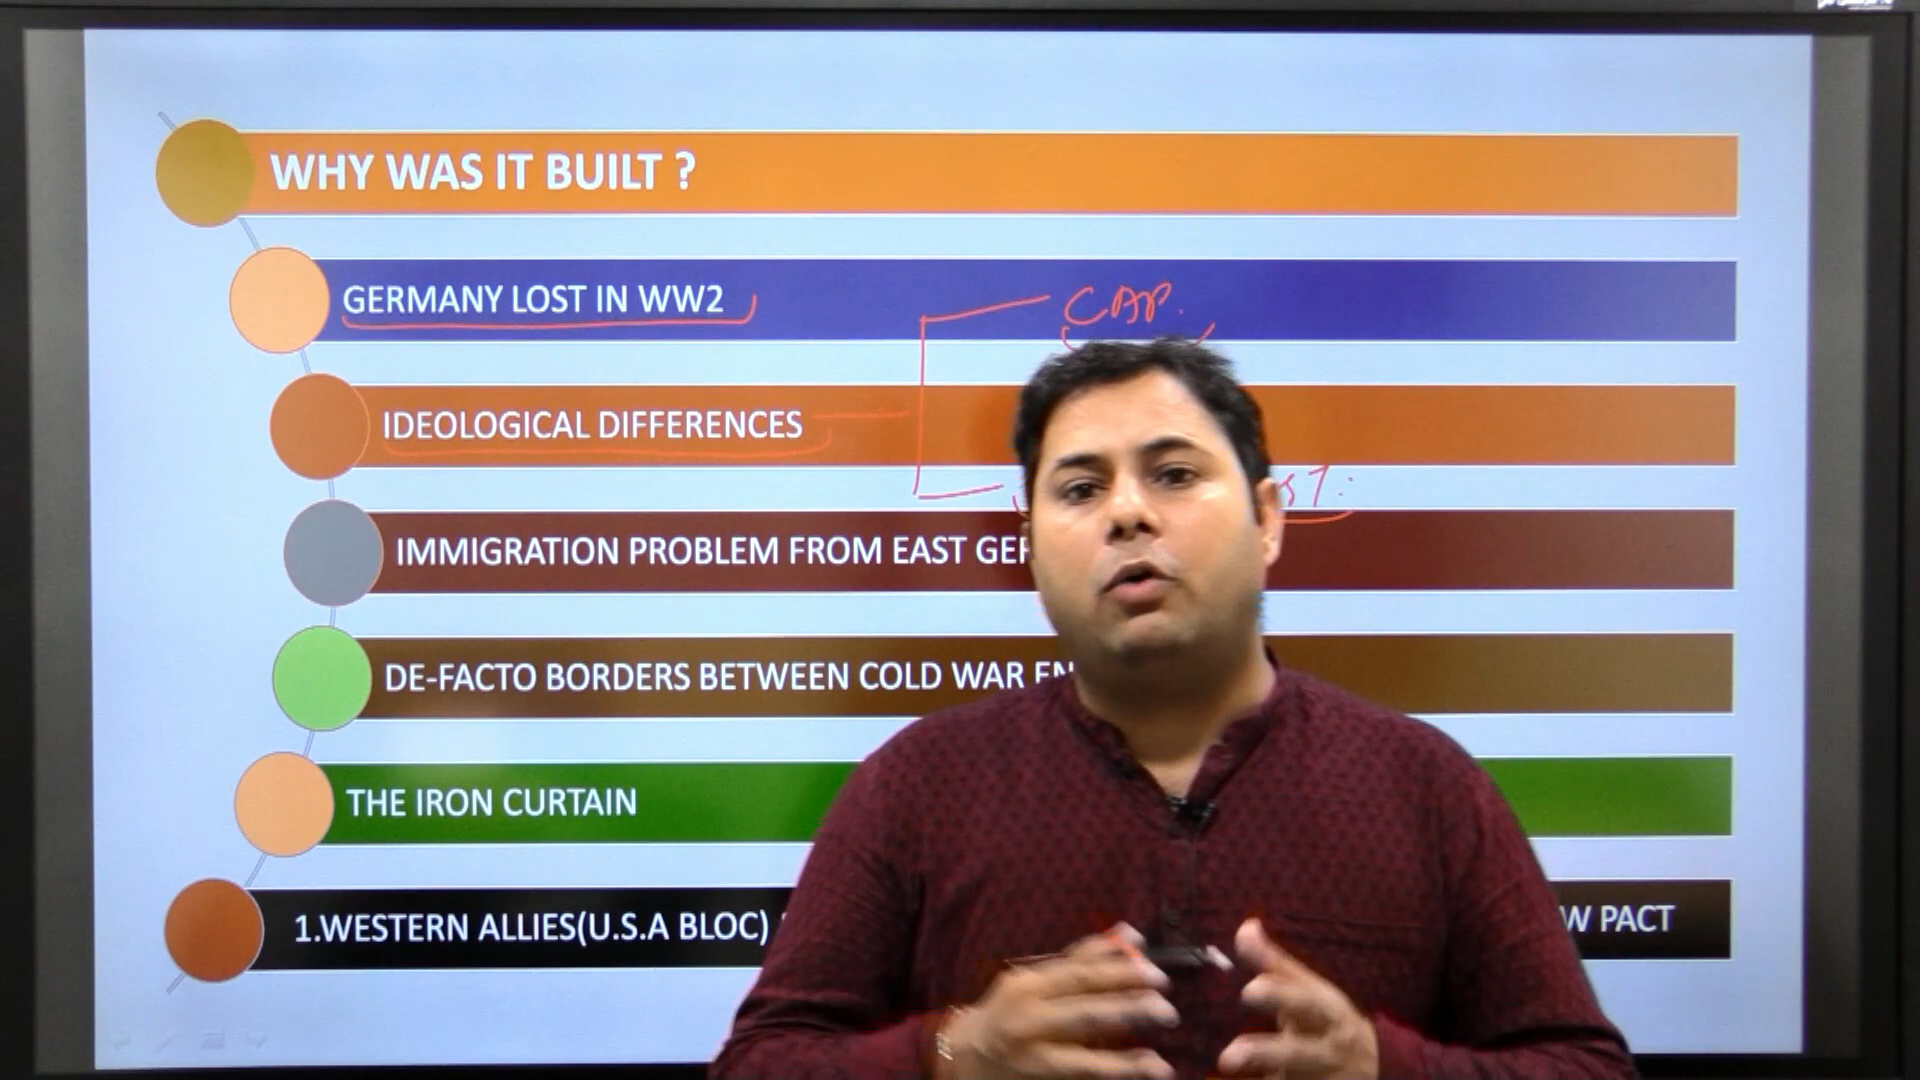 WHY WAS IT BUILT ?
GERMANY LOST IN WW2
CAP.
IDEOLOGICAL DIFFERENCES
IMMIGRATION PROBLEM FROM EAST
DE-FACTO BORDERS BETWEEN COLD WAR
THE IRON CURTAIN
1.WESTERN ALLIES(U.S.A BLOC) PACT